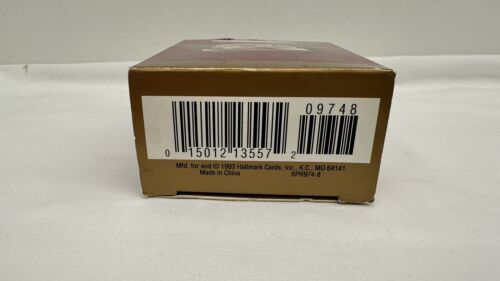 09748
0 15012 13557 2
Mfd. for and © 1993 Hallmark Cards, Inc., K.C., MO 64141
Made in China XPR974-8